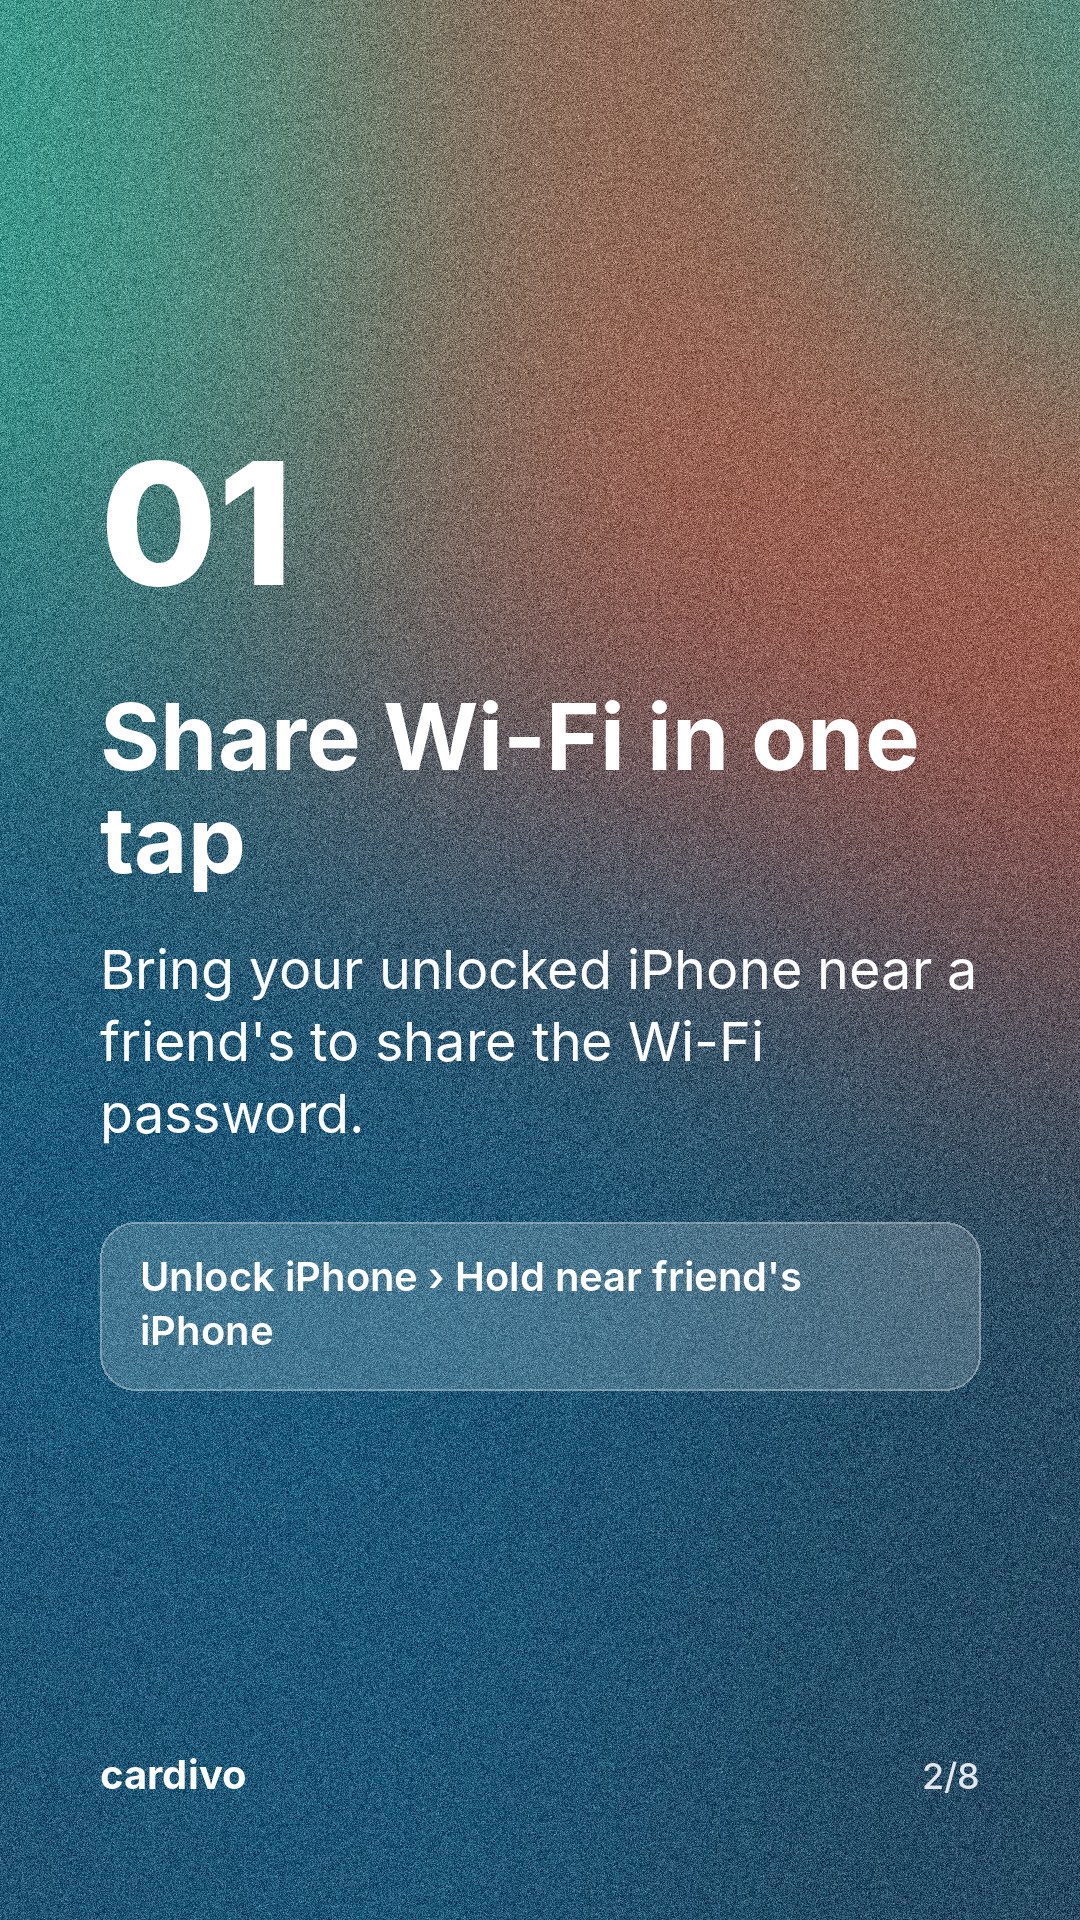 01
Share Wi-Fi in one
tap
Bring your unlocked iPhone near a
friend's to share the Wi-Fi
password.
Unlock iPhone › Hold near friend's
iPhone
cardivo
2/8